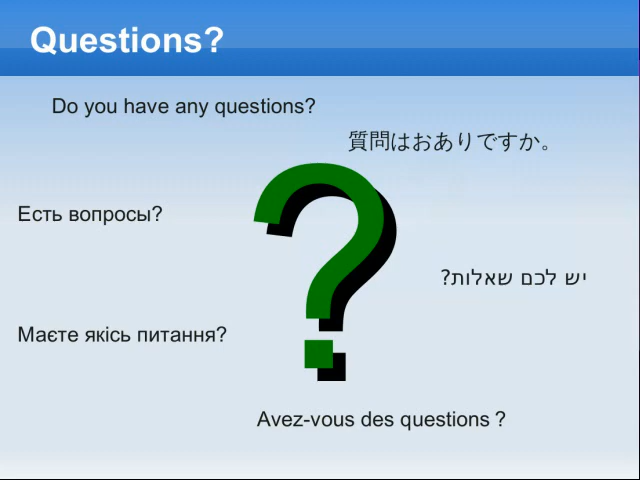 Questions?
Do you have any questions?
質問はおありですか。
Есть вопросы?
יש לכם שאלות?
Маєте якісь питання?
Avez-vous des questions ?